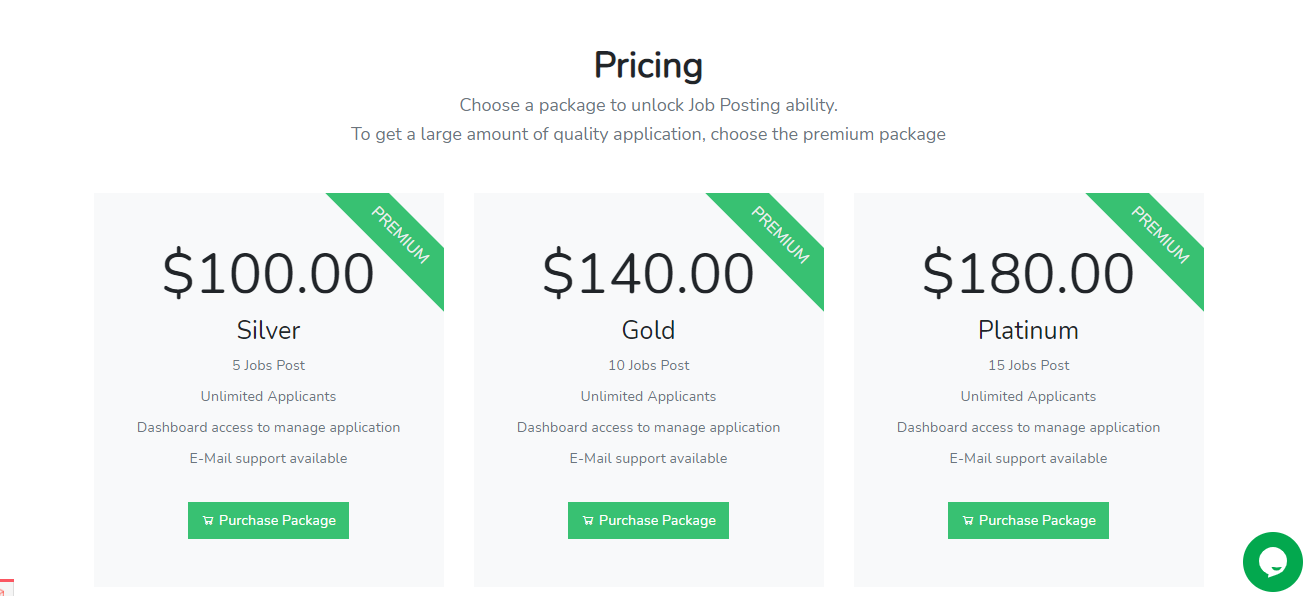 Pricing
Choose a package to unlock Job Posting ability.
To get a large amount of quality application, choose the premium package
PREMIUM
$100.00
Silver
5 Jobs Post
Unlimited Applicants
Dashboard access to manage application
E-Mail support available
Purchase Package
PREMIUM
$140.00
Gold
10 Jobs Post
Unlimited Applicants
Dashboard access to manage application
E-Mail support available
Purchase Package
PREMIUM
$180.00
Platinum
15 Jobs Post
Unlimited Applicants
Dashboard access to manage application
E-Mail support available
Purchase Package